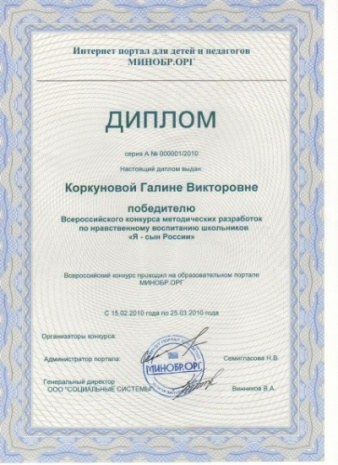 Интернет портал для детей и педагогов
МИНОБР.ОРГ
ДИПЛОМ
серия А № 000001/2010
Настоящий диплом выдан
Коркуновой Галине Викторовне
победителю
Всероссийского конкурса методических разработок
по нравственному воспитанию школьников
«Я - сын России»
Всероссийский конкурс проходил на образовательном портале
МИНОБР.ОРГ
С 15.02 2010 года по 25.03 2010 года
Организаторы конкурса:
Администратор портала: Семигласова Н.В.
МИНОБР.ОРГ
Генеральный директор
ООО "СОЦИАЛЬНЫЕ СИСТЕМЫ" Винников В.А.